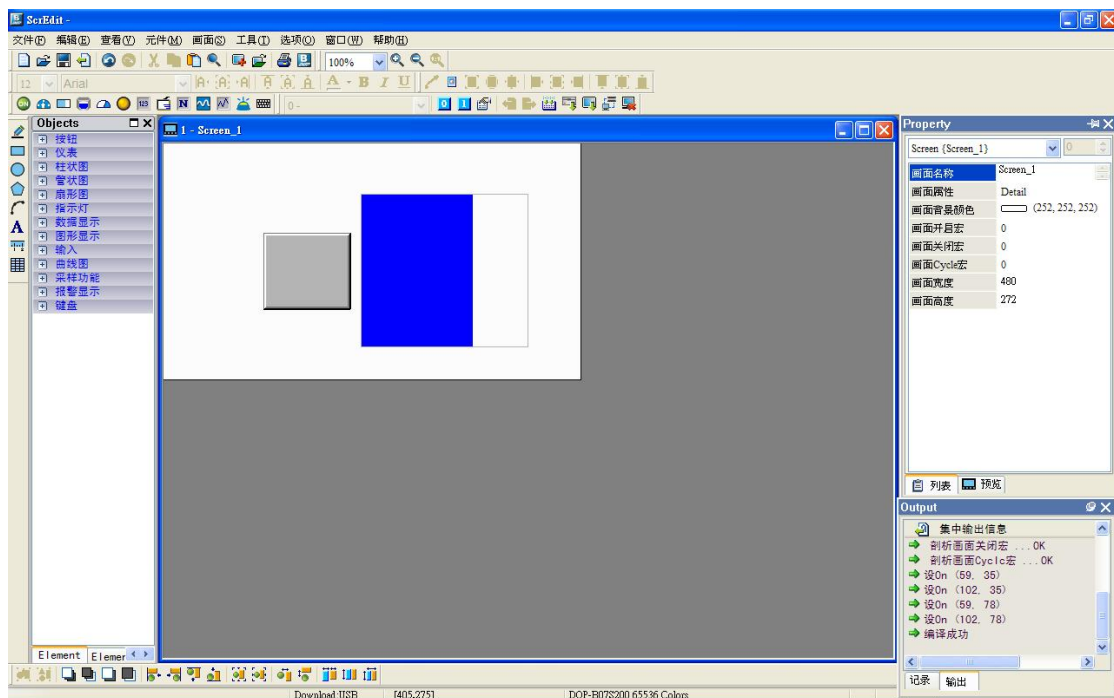 ScrEdit -
文件(F) 编辑(E) 查看(V) 元件(M) 画面(S) 工具(T) 选项(O) 窗口(W) 帮助(H)
100%
12 Arial
0 -
Objects
按钮
仪表
柱状图
管状图
扇形图
指示灯
数据显示
图形显示
输入
曲线图
采样功能
报警显示
键盘
Element
1 - Screen_1
Property
Screen {Screen_1} 0
画面名称 Screen_1
画面属性 Detail
画面背景颜色 (252, 252, 252)
画面开启宏 0
画面关闭宏 0
画面Cycle宏 0
画面宽度 480
画面高度 272
列表 预览
Output
集中输出信息
剖析画面关闭宏 ...OK
剖析画面Cycle宏 ...OK
设On (59, 35)
设On (102, 35)
设On (59, 78)
设On (102, 78)
编译成功
记录 输出
Download:USB [405,275] DOP-B07S200 65536 Colors